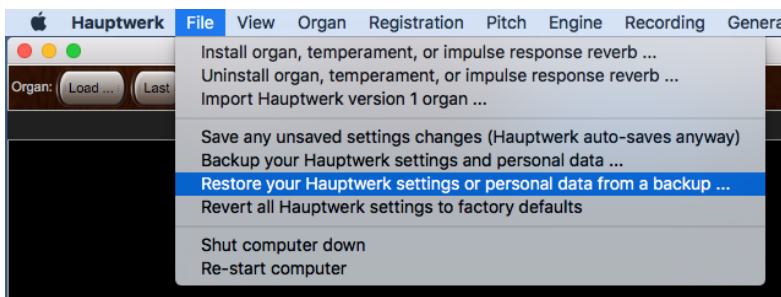 Hauptwerk File View Organ Registration Pitch Engine Recording Genera
Install organ, temperament, or impulse response reverb ...
Uninstall organ, temperament, or impulse response reverb ...
Import Hauptwerk version 1 organ ...
Organ: Load ... Last
Save any unsaved settings changes (Hauptwerk auto-saves anyway)
Backup your Hauptwerk settings and personal data ...
Restore your Hauptwerk settings or personal data from a backup ...
Revert all Hauptwerk settings to factory defaults
Shut computer down
Re-start computer